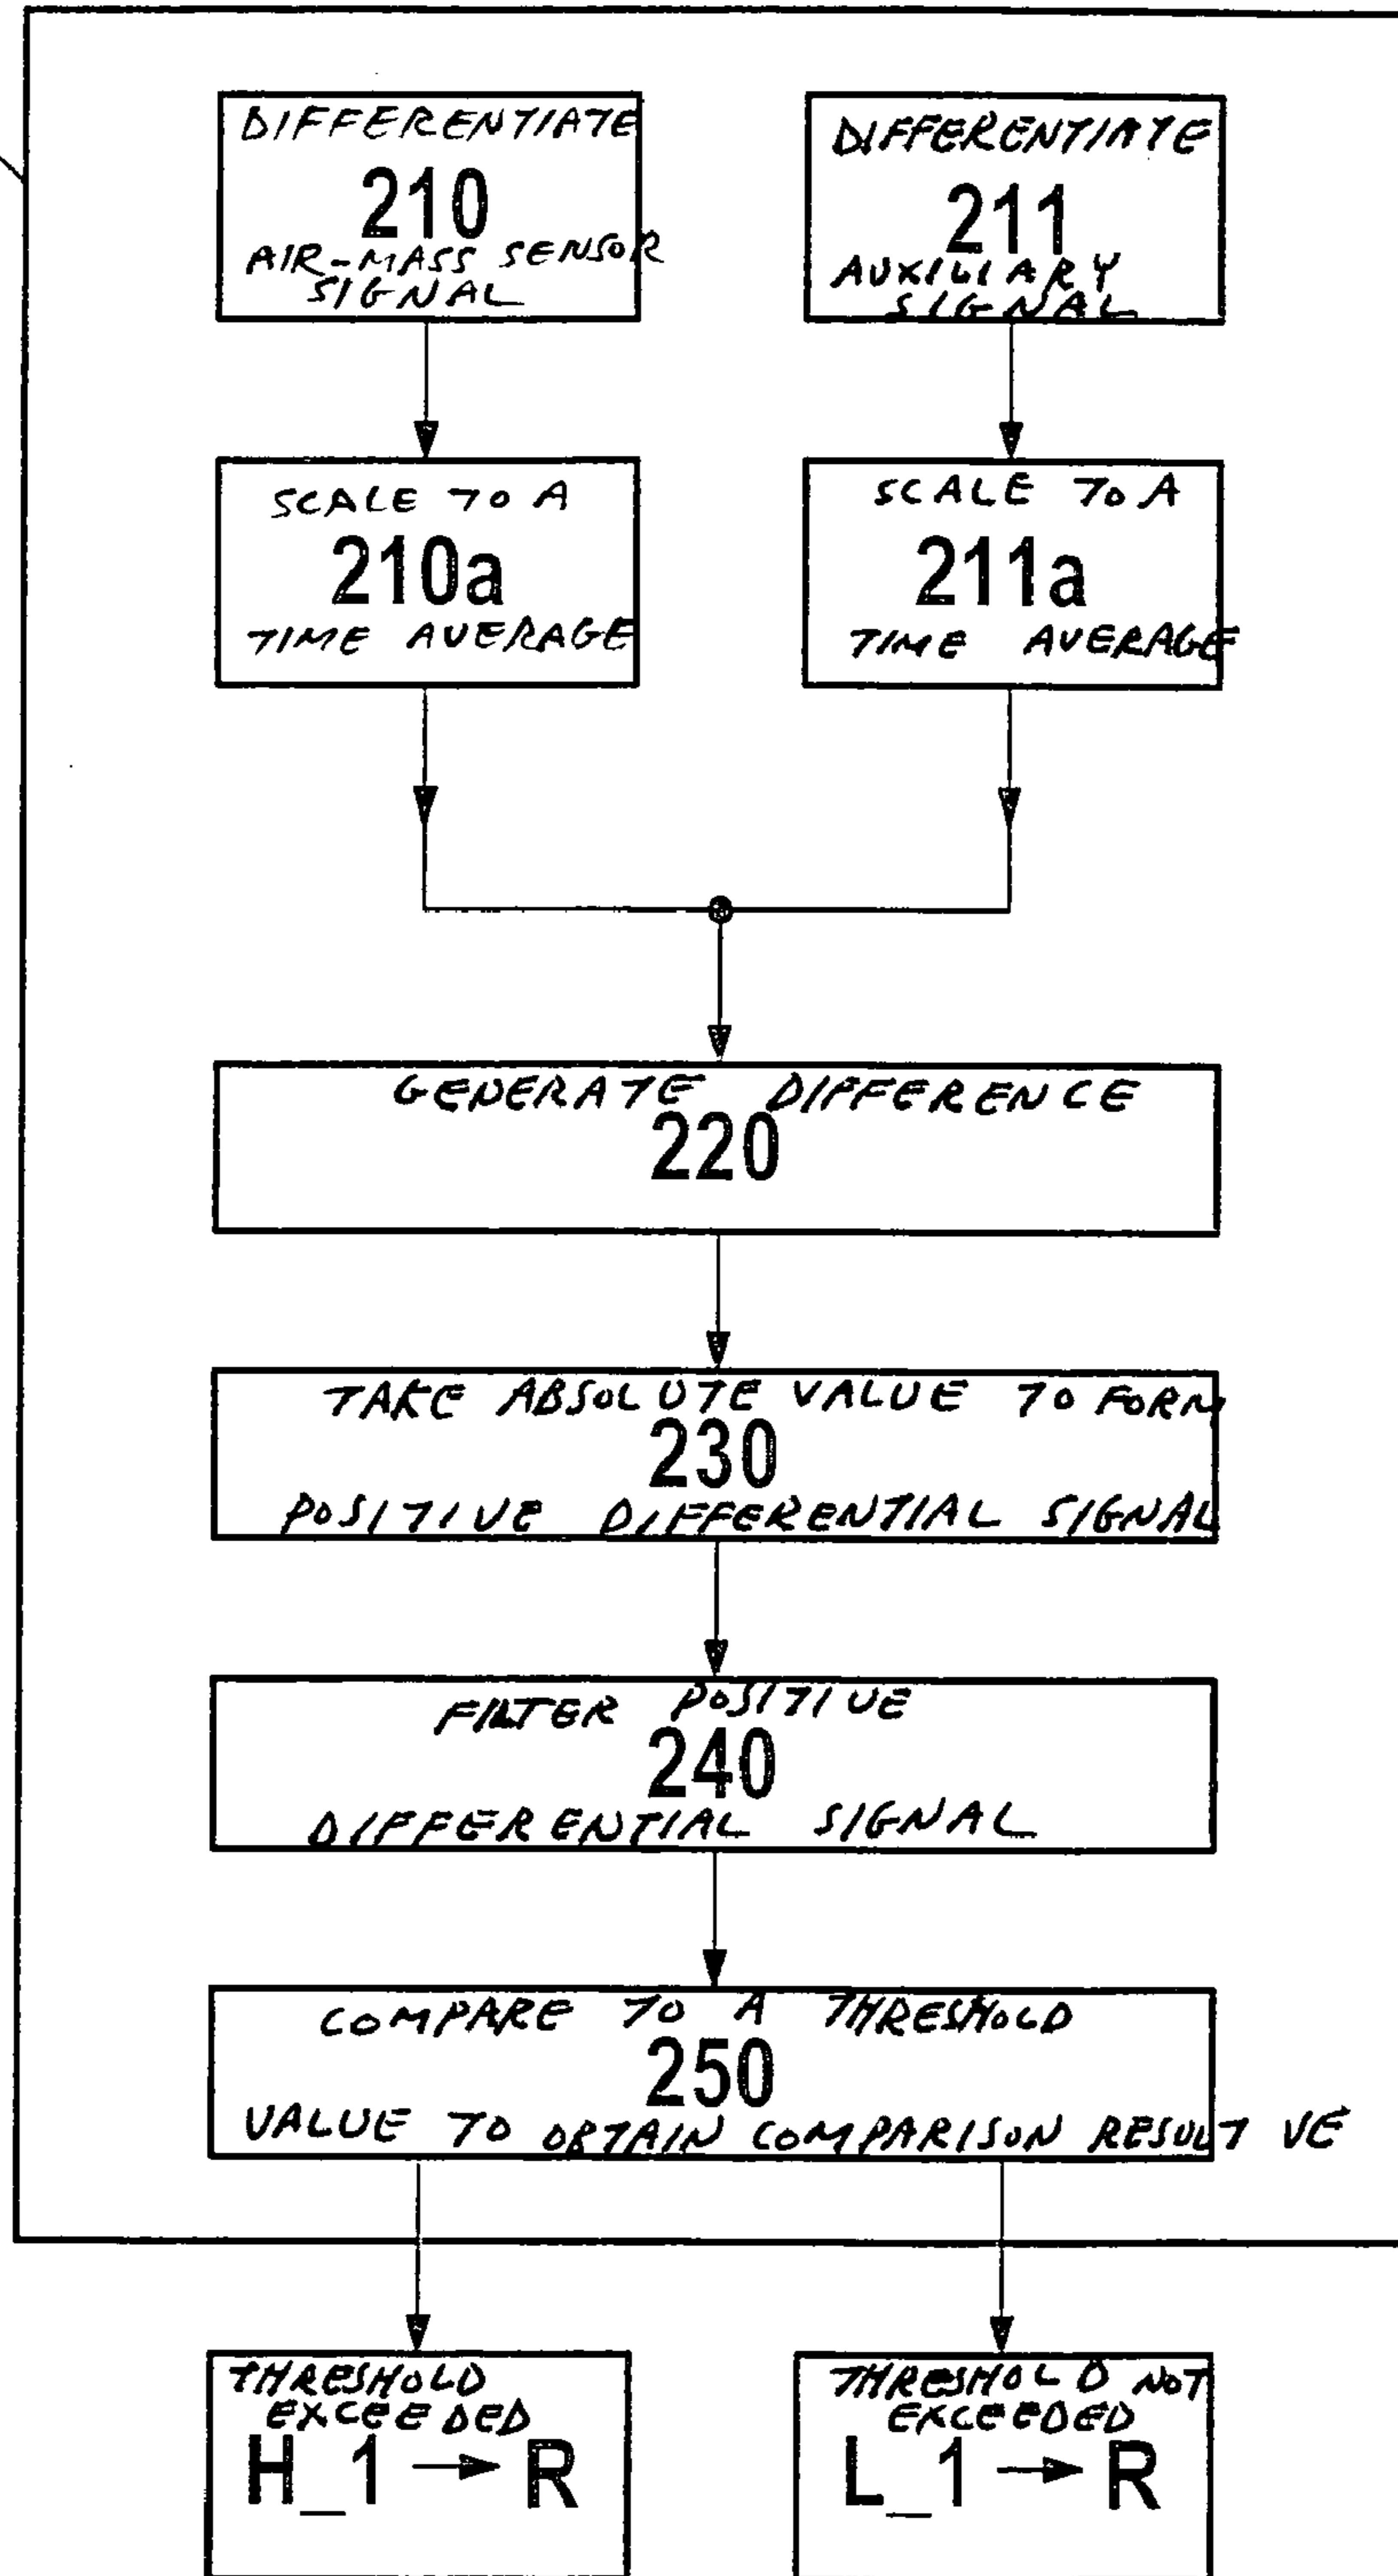 DIFFERENTIATE
210
AIR-MASS SENSOR
SIGNAL
DIFFERENTIATE
211
AUXILIARY
SIGNAL
SCALE TO A
210a
TIME AVERAGE
SCALE TO A
211a
TIME AVERAGE
GENERATE DIFFERENCE
220
TAKE ABSOLUTE VALUE TO FORM
230
POSITIVE DIFFERENTIAL SIGNAL
FILTER POSITIVE
240
DIFFERENTIAL SIGNAL
COMPARE TO A THRESHOLD
250
VALUE TO OBTAIN COMPARISON RESULT VE
THRESHOLD
EXCEEDED
H_1 → R
THRESHOLD NOT
EXCEEDED
L_1 → R